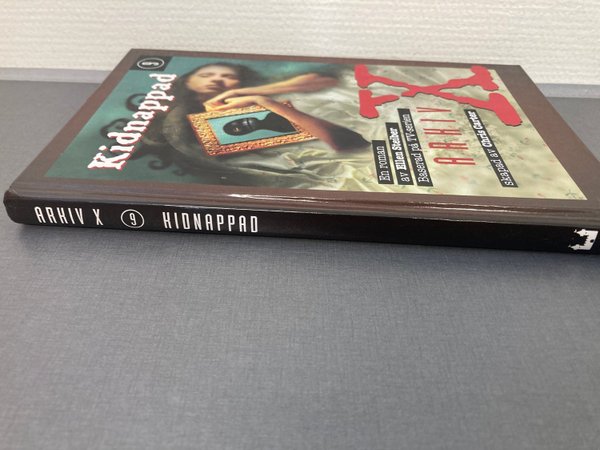 Kidnappad
9
X
ARKIV
En roman
av Ellen Steiber
Baserad på TV-serien
skapad av Chris Carter
ARKIV X 9 KIDNAPPAD